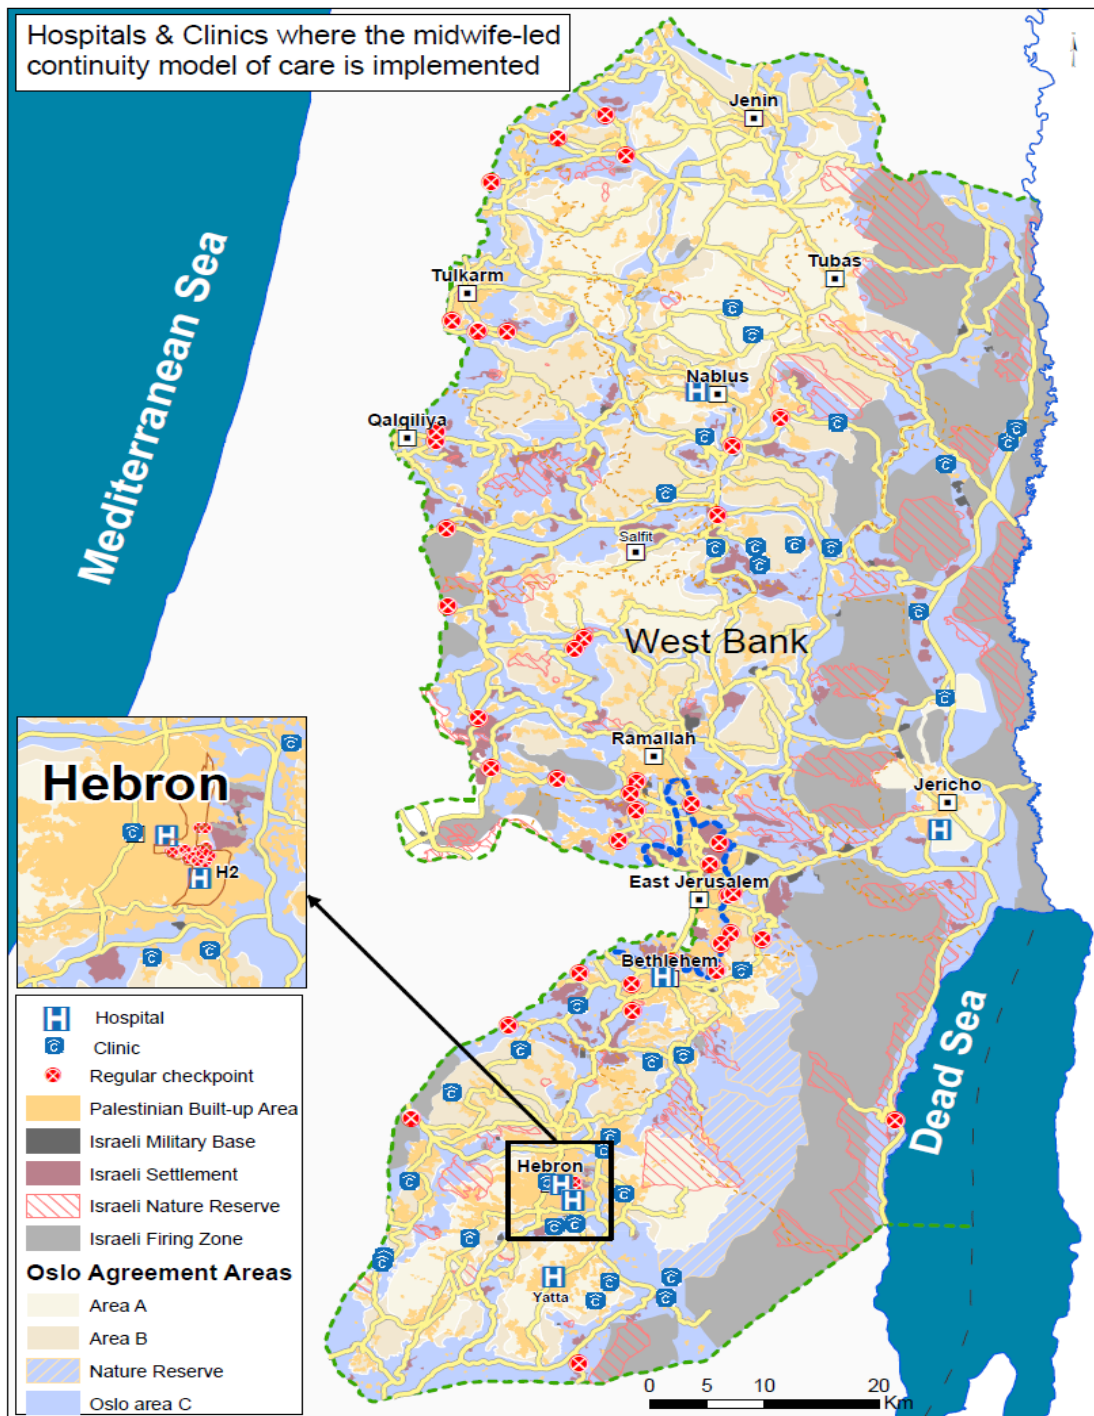 Hospitals & Clinics where the midwife-led
continuity model of care is implemented
Mediterranean Sea
Jenin
Tubas
Tulkarm
Nablus
Qalqiliya
Salfit
West Bank
Ramallah
Jericho
East Jerusalem
Bethlehem
Dead Sea
Hebron
Yatta
Hebron
H2
Hospital
Clinic
Regular checkpoint
Palestinian Built-up Area
Israeli Military Base
Israeli Settlement
Israeli Nature Reserve
Israeli Firing Zone
Oslo Agreement Areas
Area A
Area B
Nature Reserve
Oslo area C
0 5 10 20
Km